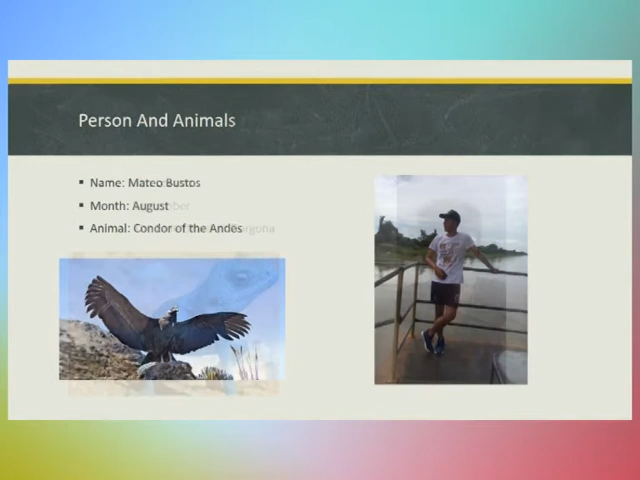 Person And Animals
Name: Mateo Bustos
Month: August
Animal: Condor of the Andes